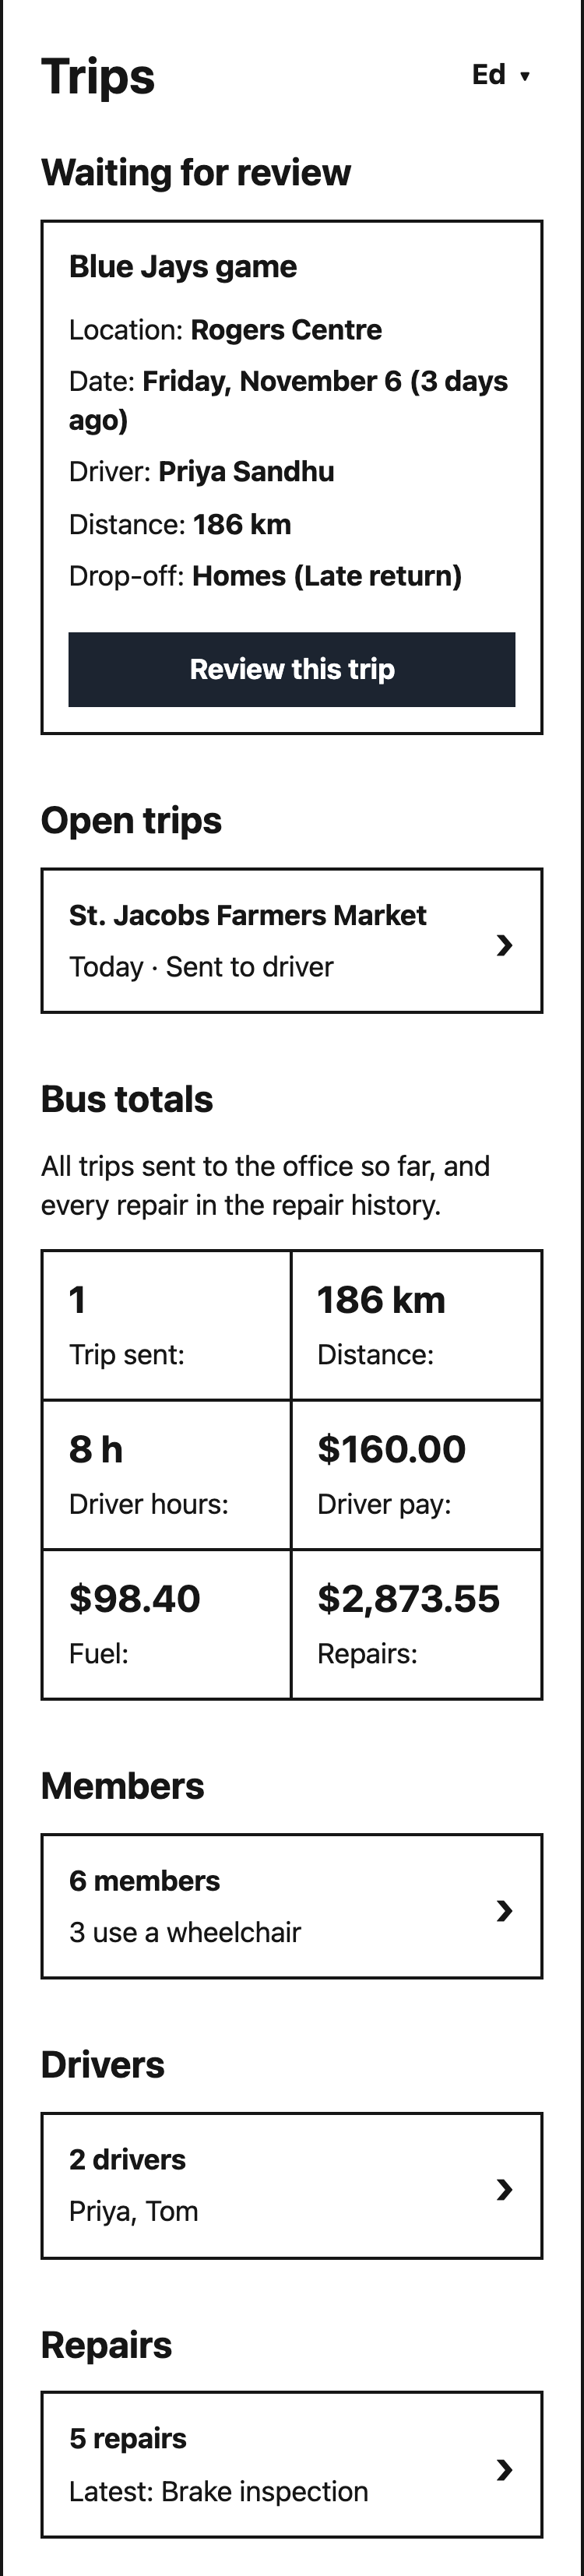 Trips
Ed ▼
Waiting for review
Blue Jays game
Location: Rogers Centre
Date: Friday, November 6 (3 days
ago)
Driver: Priya Sandhu
Distance: 186 km
Drop-off: Homes (Late return)
Review this trip
Open trips
St. Jacobs Farmers Market
Today · Sent to driver
Bus totals
All trips sent to the office so far, and
every repair in the repair history.
1
Trip sent:
186 km
Distance:
8 h
Driver hours:
$160.00
Driver pay:
$98.40
Fuel:
$2,873.55
Repairs:
Members
6 members
3 use a wheelchair
Drivers
2 drivers
Priya, Tom
Repairs
5 repairs
Latest: Brake inspection